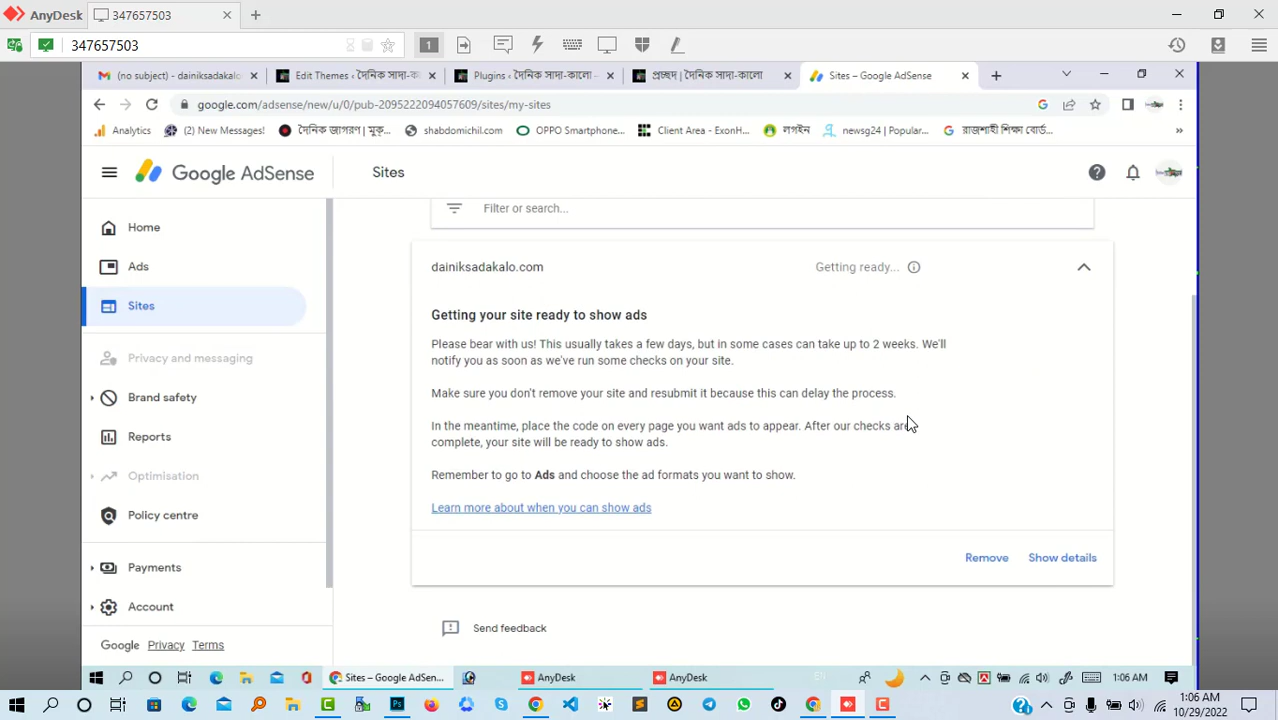 AnyDesk
347657503
347657503
1
(no subject) - dainiksadakalo
Edit Themes ‹ দৈনিক সাদা-কা
Plugins ‹ দৈনিক সাদা-কালো
প্রচ্ছদ | দৈনিক সাদা-কালো
Sites – Google AdSense
google.com/adsense/new/u/0/pub-2095222094057609/sites/my-sites
Analytics
(2) New Messages!
দৈনিক জাগরণ | মুকৃ...
shabdomichil.com
OPPO Smartphone...
Client Area - ExonH...
লগইন
newsg24 | Popular...
রাজশাহী শিক্ষা বোর্ড...
»
Google AdSense
Sites
Home
Ads
Sites
Privacy and messaging
Brand safety
Reports
Optimisation
Policy centre
Payments
Account
Google Privacy Terms
Filter or search...
dainiksadakalo.com
Getting ready...
Getting your site ready to show ads
Please bear with us! This usually takes a few days, but in some cases can take up to 2 weeks. We'll
notify you as soon as we've run some checks on your site.
Make sure you don't remove your site and resubmit it because this can delay the process.
In the meantime, place the code on every page you want ads to appear. After our checks are
complete, your site will be ready to show ads.
Remember to go to Ads and choose the ad formats you want to show.
Learn more about when you can show ads
Remove
Show details
Send feedback
Sites – Google AdSen...
AnyDesk
AnyDesk
EN
1:06 AM
1:06 AM
10/29/2022